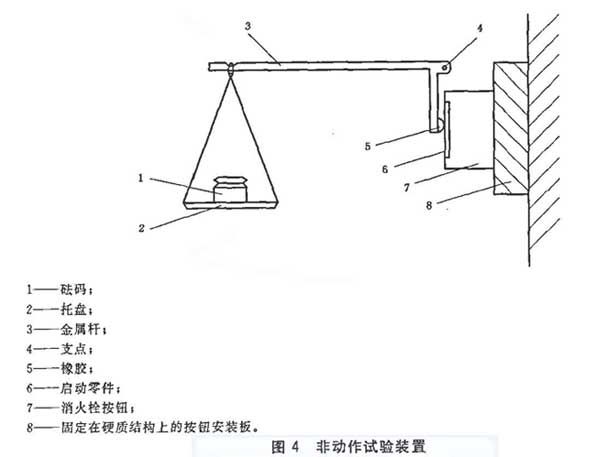 3
4
5
6
1
7
8
2
1——砝码;
2——托盘;
3——金属杆;
4——支点;
5——橡胶;
6——启动零件;
7——消火栓按钮;
8——固定在硬质结构上的按钮安装板。
图 4 非动作试验装置